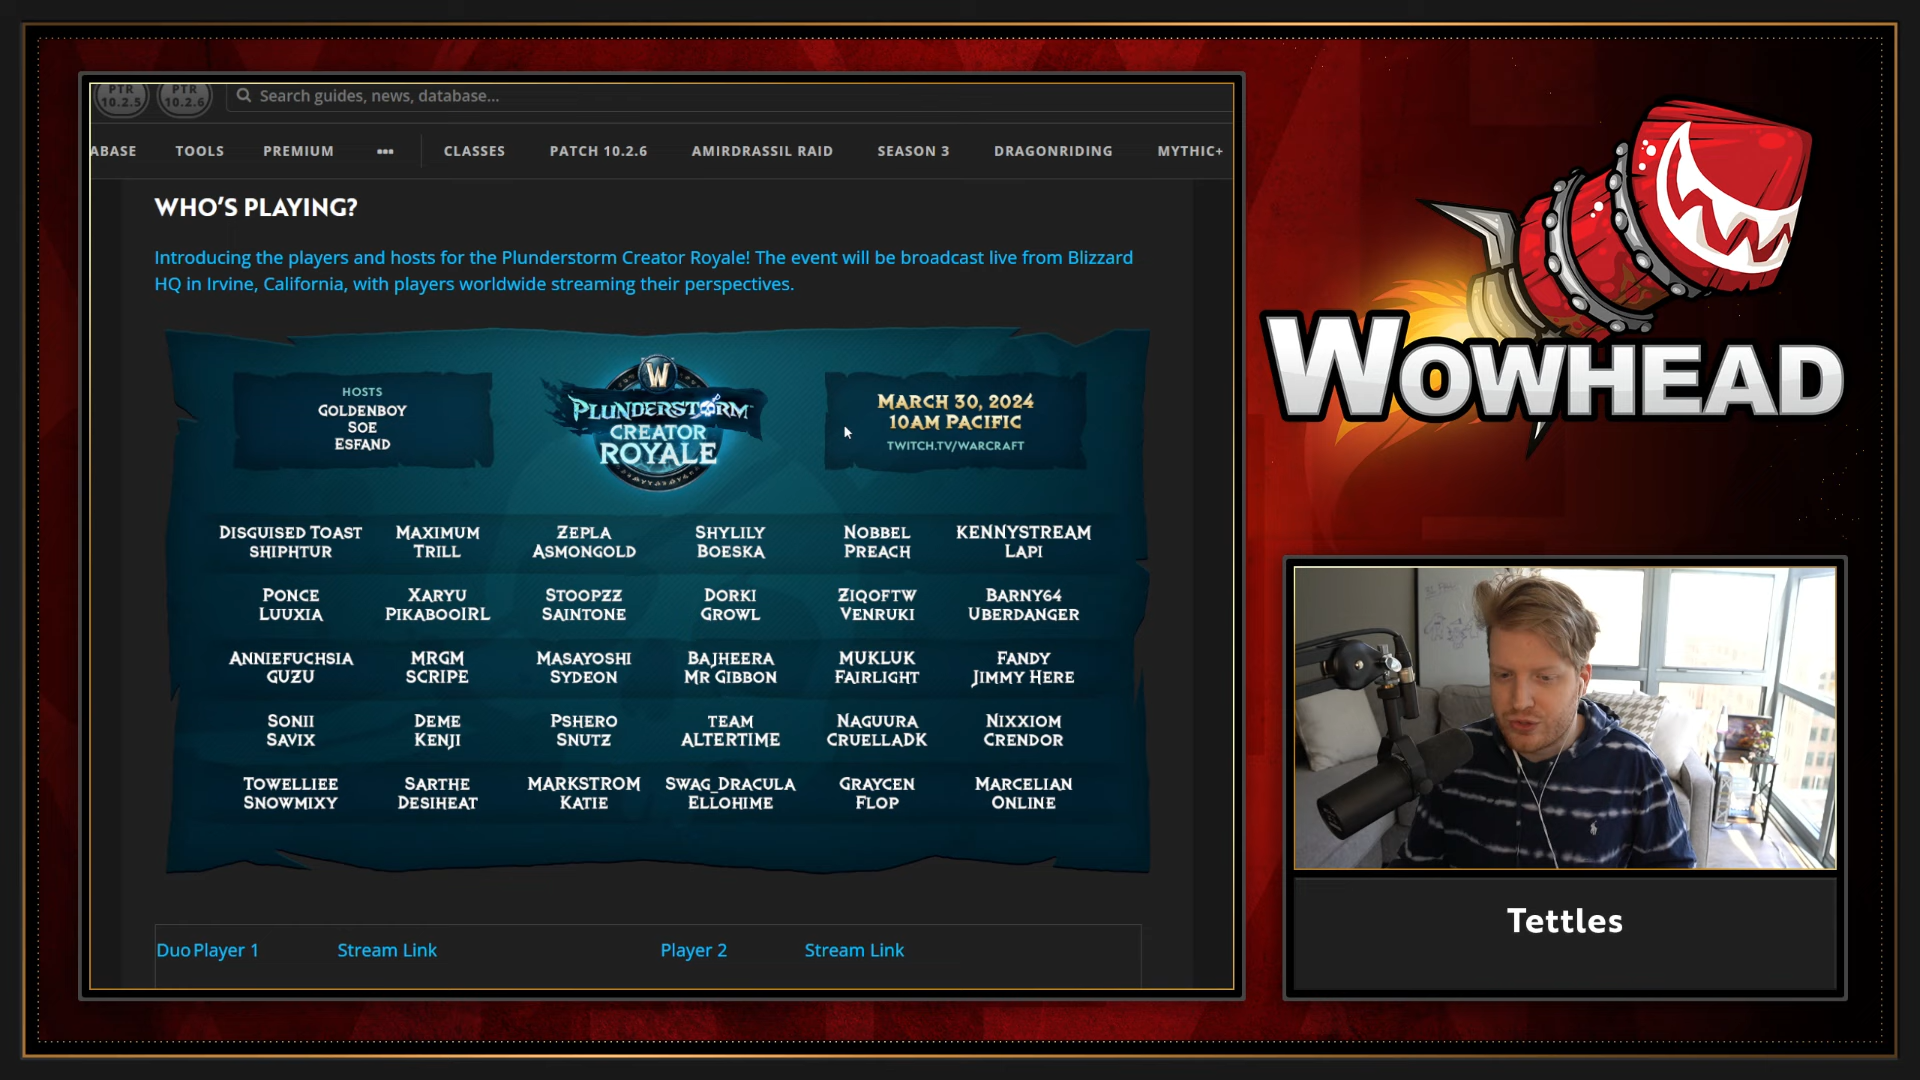 PTR 10.2.5
PTR 10.2.6
Search guides, news, database...
ABASE TOOLS PREMIUM ••• CLASSES PATCH 10.2.6 AMIRDRASSIL RAID SEASON 3 DRAGONRIDING MYTHIC+
WHO'S PLAYING?
Introducing the players and hosts for the Plunderstorm Creator Royale! The event will be broadcast live from Blizzard
HQ in Irvine, California, with players worldwide streaming their perspectives.
HOSTS
GOLDENBOY
SOE
ESFAND
W
PLUNDERSTORM
CREATOR
ROYALE
MARCH 30, 2024
10AM PACIFIC
TWITCH.TV/WARCRAFT
DISGUISED TOAST MAXIMUM ZEPLA SHYLILY NOBBEL KENNYSTREAM
SHIPHTUR TRILL ASMONGOLD BOESKA PREACH LAPI
PONCE XARYU STOOPZZ DORKI ZIQOFTW BARNY64
LUUXIA PIKABOOIRL SAINTONE GROWL VENRUKI UBERDANGER
ANNIEFUCHSIA MRGM MASAYOSHI BAJHEERA MUKLUK FANDY
GUZU SCRIPE SYDEON MR GIBBON FAIRLIGHT JIMMY HERE
SONII DEME PSHERO TEAM NAGUURA NIXXIOM
SAVIX KENJI SNUTZ ALTERTIME CRUELLADK CRENDOR
TOWELLIEE SARTHE MARKSTROM SWAG_DRACULA GRAYCEN MARCELIAN
SNOWMIXY DESIHEAT KATIE ELLOHIME FLOP ONLINE
Duo Player 1 Stream Link Player 2 Stream Link
WOWHEAD
Tettles